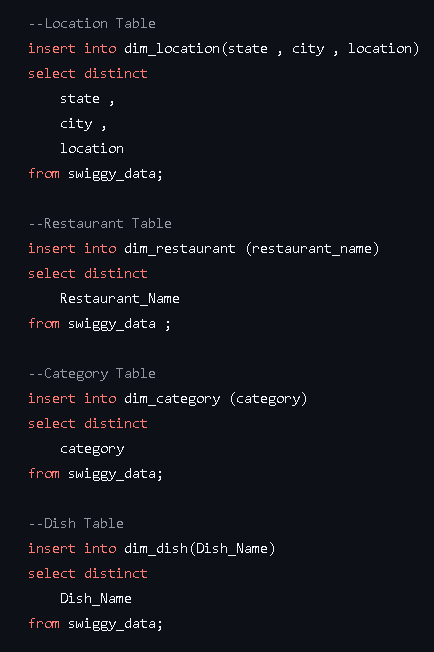 --Location Table
insert into dim_location(state , city , location)
select distinct
state ,
city ,
location
from swiggy_data;
--Restaurant Table
insert into dim_restaurant (restaurant_name)
select distinct
Restaurant_Name
from swiggy_data ;
--Category Table
insert into dim_category (category)
select distinct
category
from swiggy_data;
--Dish Table
insert into dim_dish(Dish_Name)
select distinct
Dish_Name
from swiggy_data;